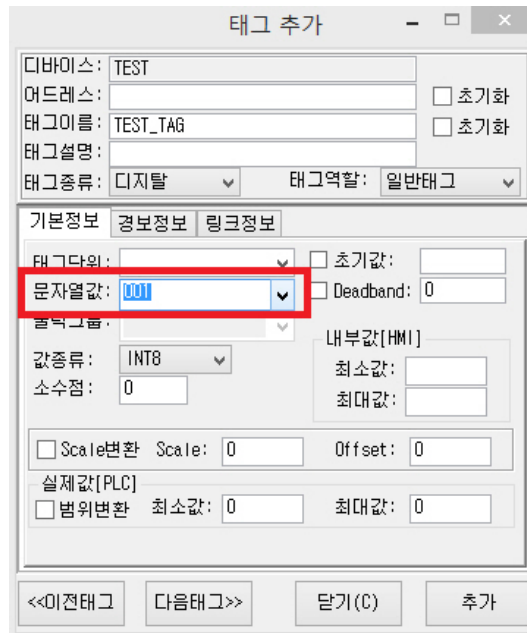 태그 추가
디바이스: TEST
어드레스: 초기화
태그이름: TEST_TAG 초기화
태그설명:
태그종류: 디지탈 태그역할: 일반태그
기본정보 경보정보 링크정보
태그단위: 초기값:
문자열값: 001 Deadband: 0
출력그룹:
내부값[HMI]
값종류: INT8 최소값:
소수점: 0 최대값:
Scale변환 Scale: 0 Offset: 0
실제값[PLC]
범위변환 최소값: 0 최대값: 0
<<이전태그 다음태그>> 닫기(C) 추가